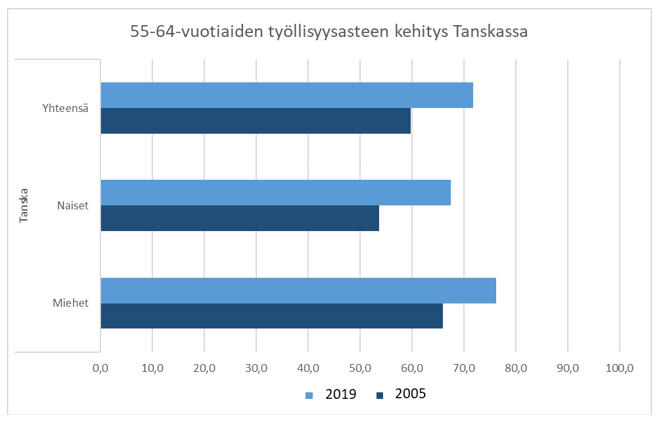 55-64-vuotiaiden työllisyysasteen kehitys Tanskassa
Yhteensä
Naiset
Miehet
Tanska
0,0 10,0 20,0 30,0 40,0 50,0 60,0 70,0 80,0 90,0 100,0
2019 2005